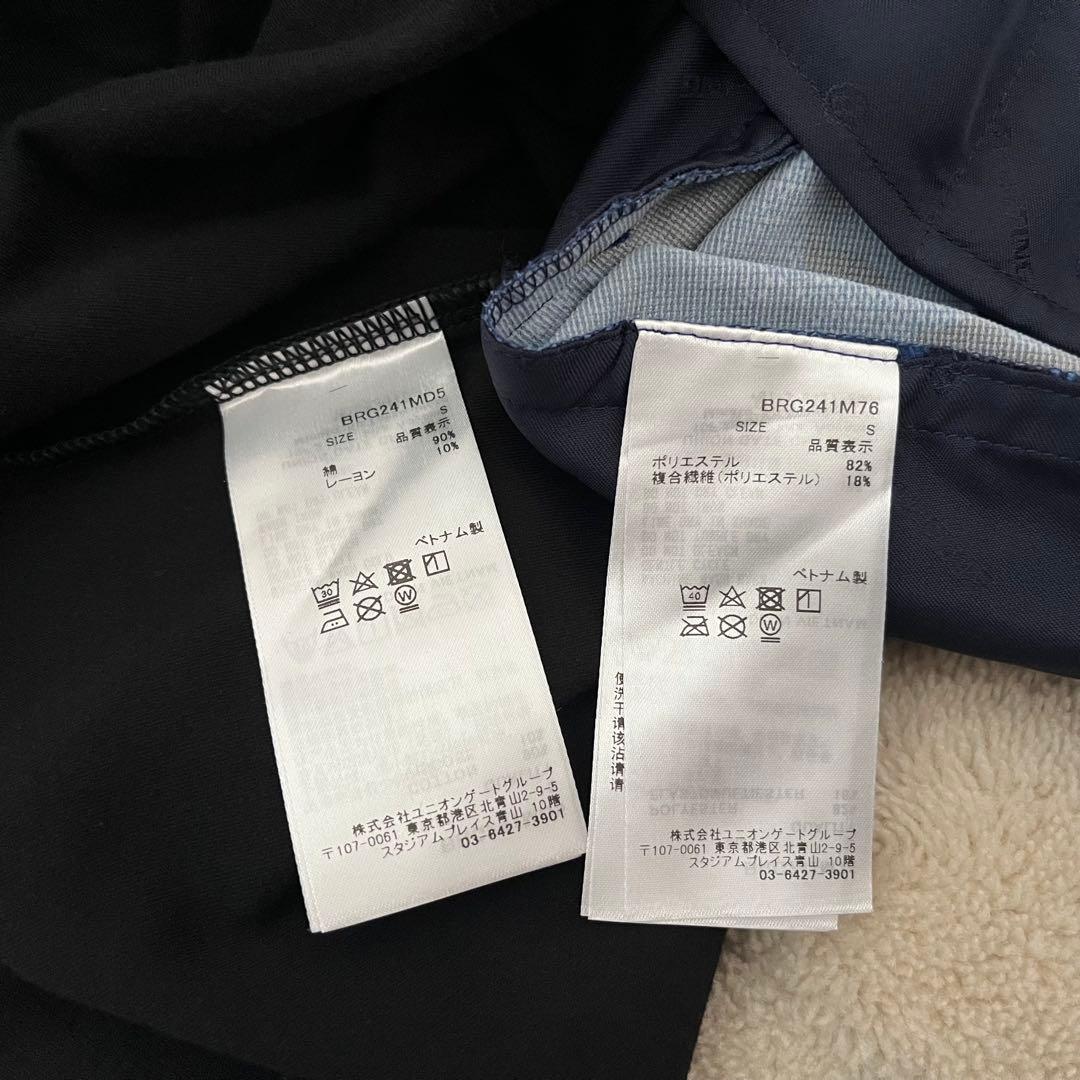 BRG241MD5
SIZE S
品質表示
綿 90%
レーヨン 10%
ベトナム製
30
W
株式会社ユニオンゲートグループ
〒107-0061 東京都港区北青山2-9-5
スタジアムプレイス青山 10階
03-6427-3901
BRG241M76
SIZE S
品質表示
ポリエステル 82%
複合繊維(ポリエステル) 18%
ベトナム製
40
W
株式会社ユニオンゲートグループ
〒107-0061 東京都港区北青山2-9-5
スタジアムプレイス青山 10階
03-6427-3901